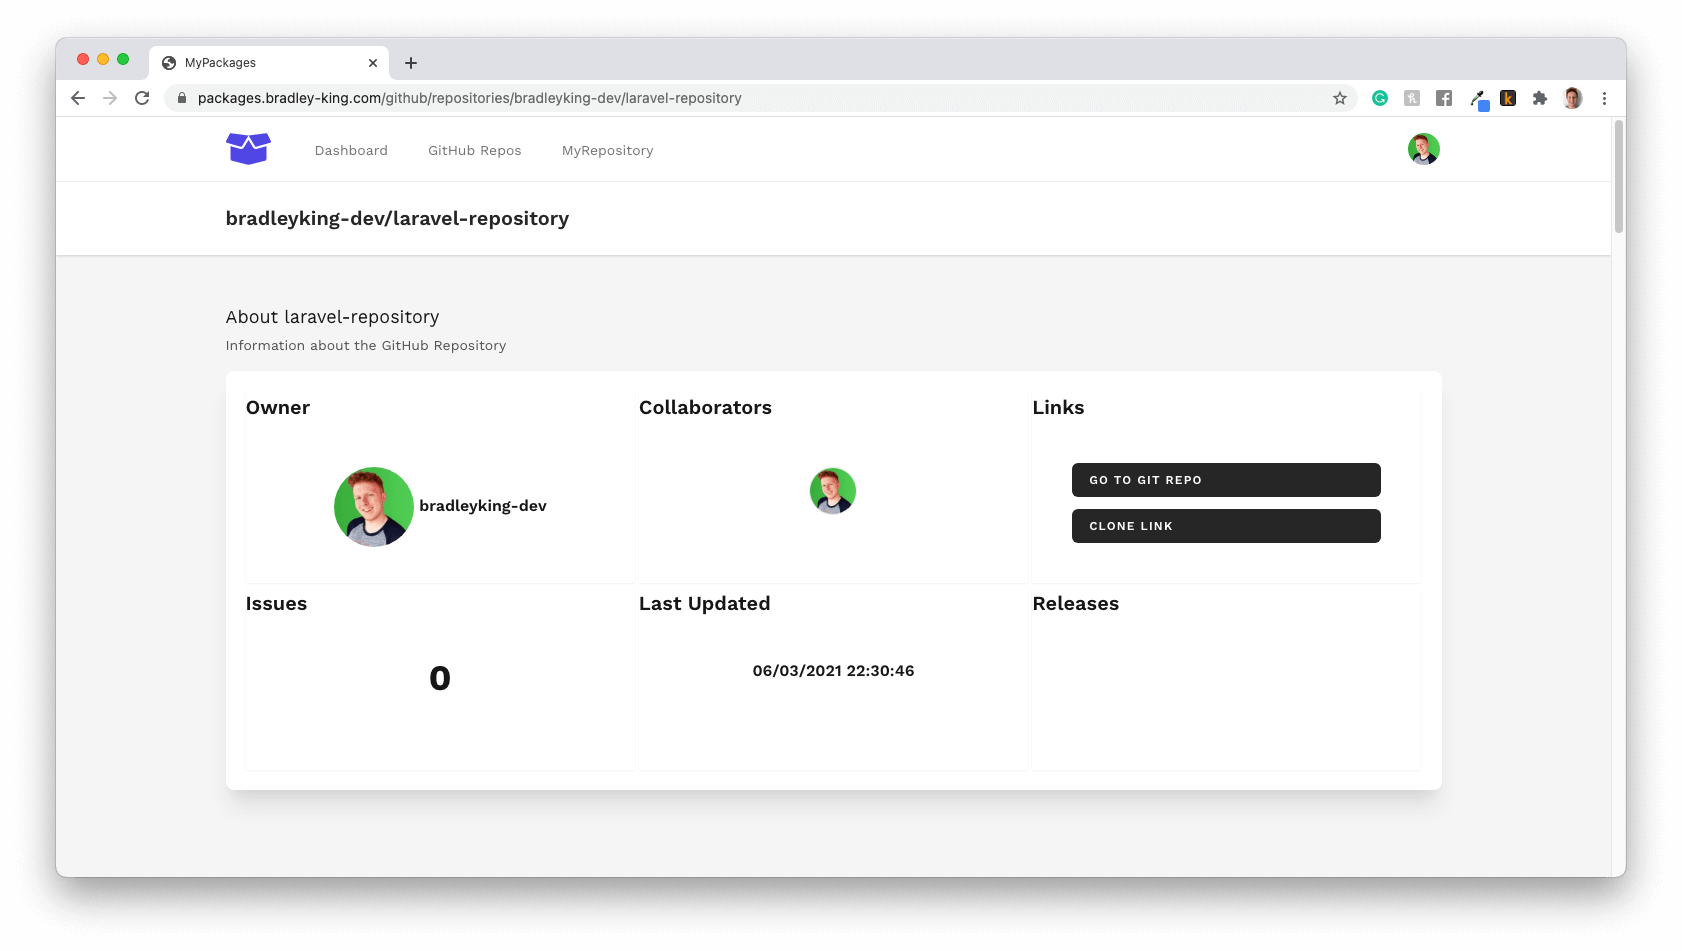 MyPackages
packages.bradley-king.com/github/repositories/bradleyking-dev/laravel-repository
Dashboard GitHub Repos MyRepository
bradleyking-dev/laravel-repository
About laravel-repository
Information about the GitHub Repository
Owner Collaborators Links
GO TO GIT REPO
bradleyking-dev
CLONE LINK
Issues Last Updated Releases
0
06/03/2021 22:30:46